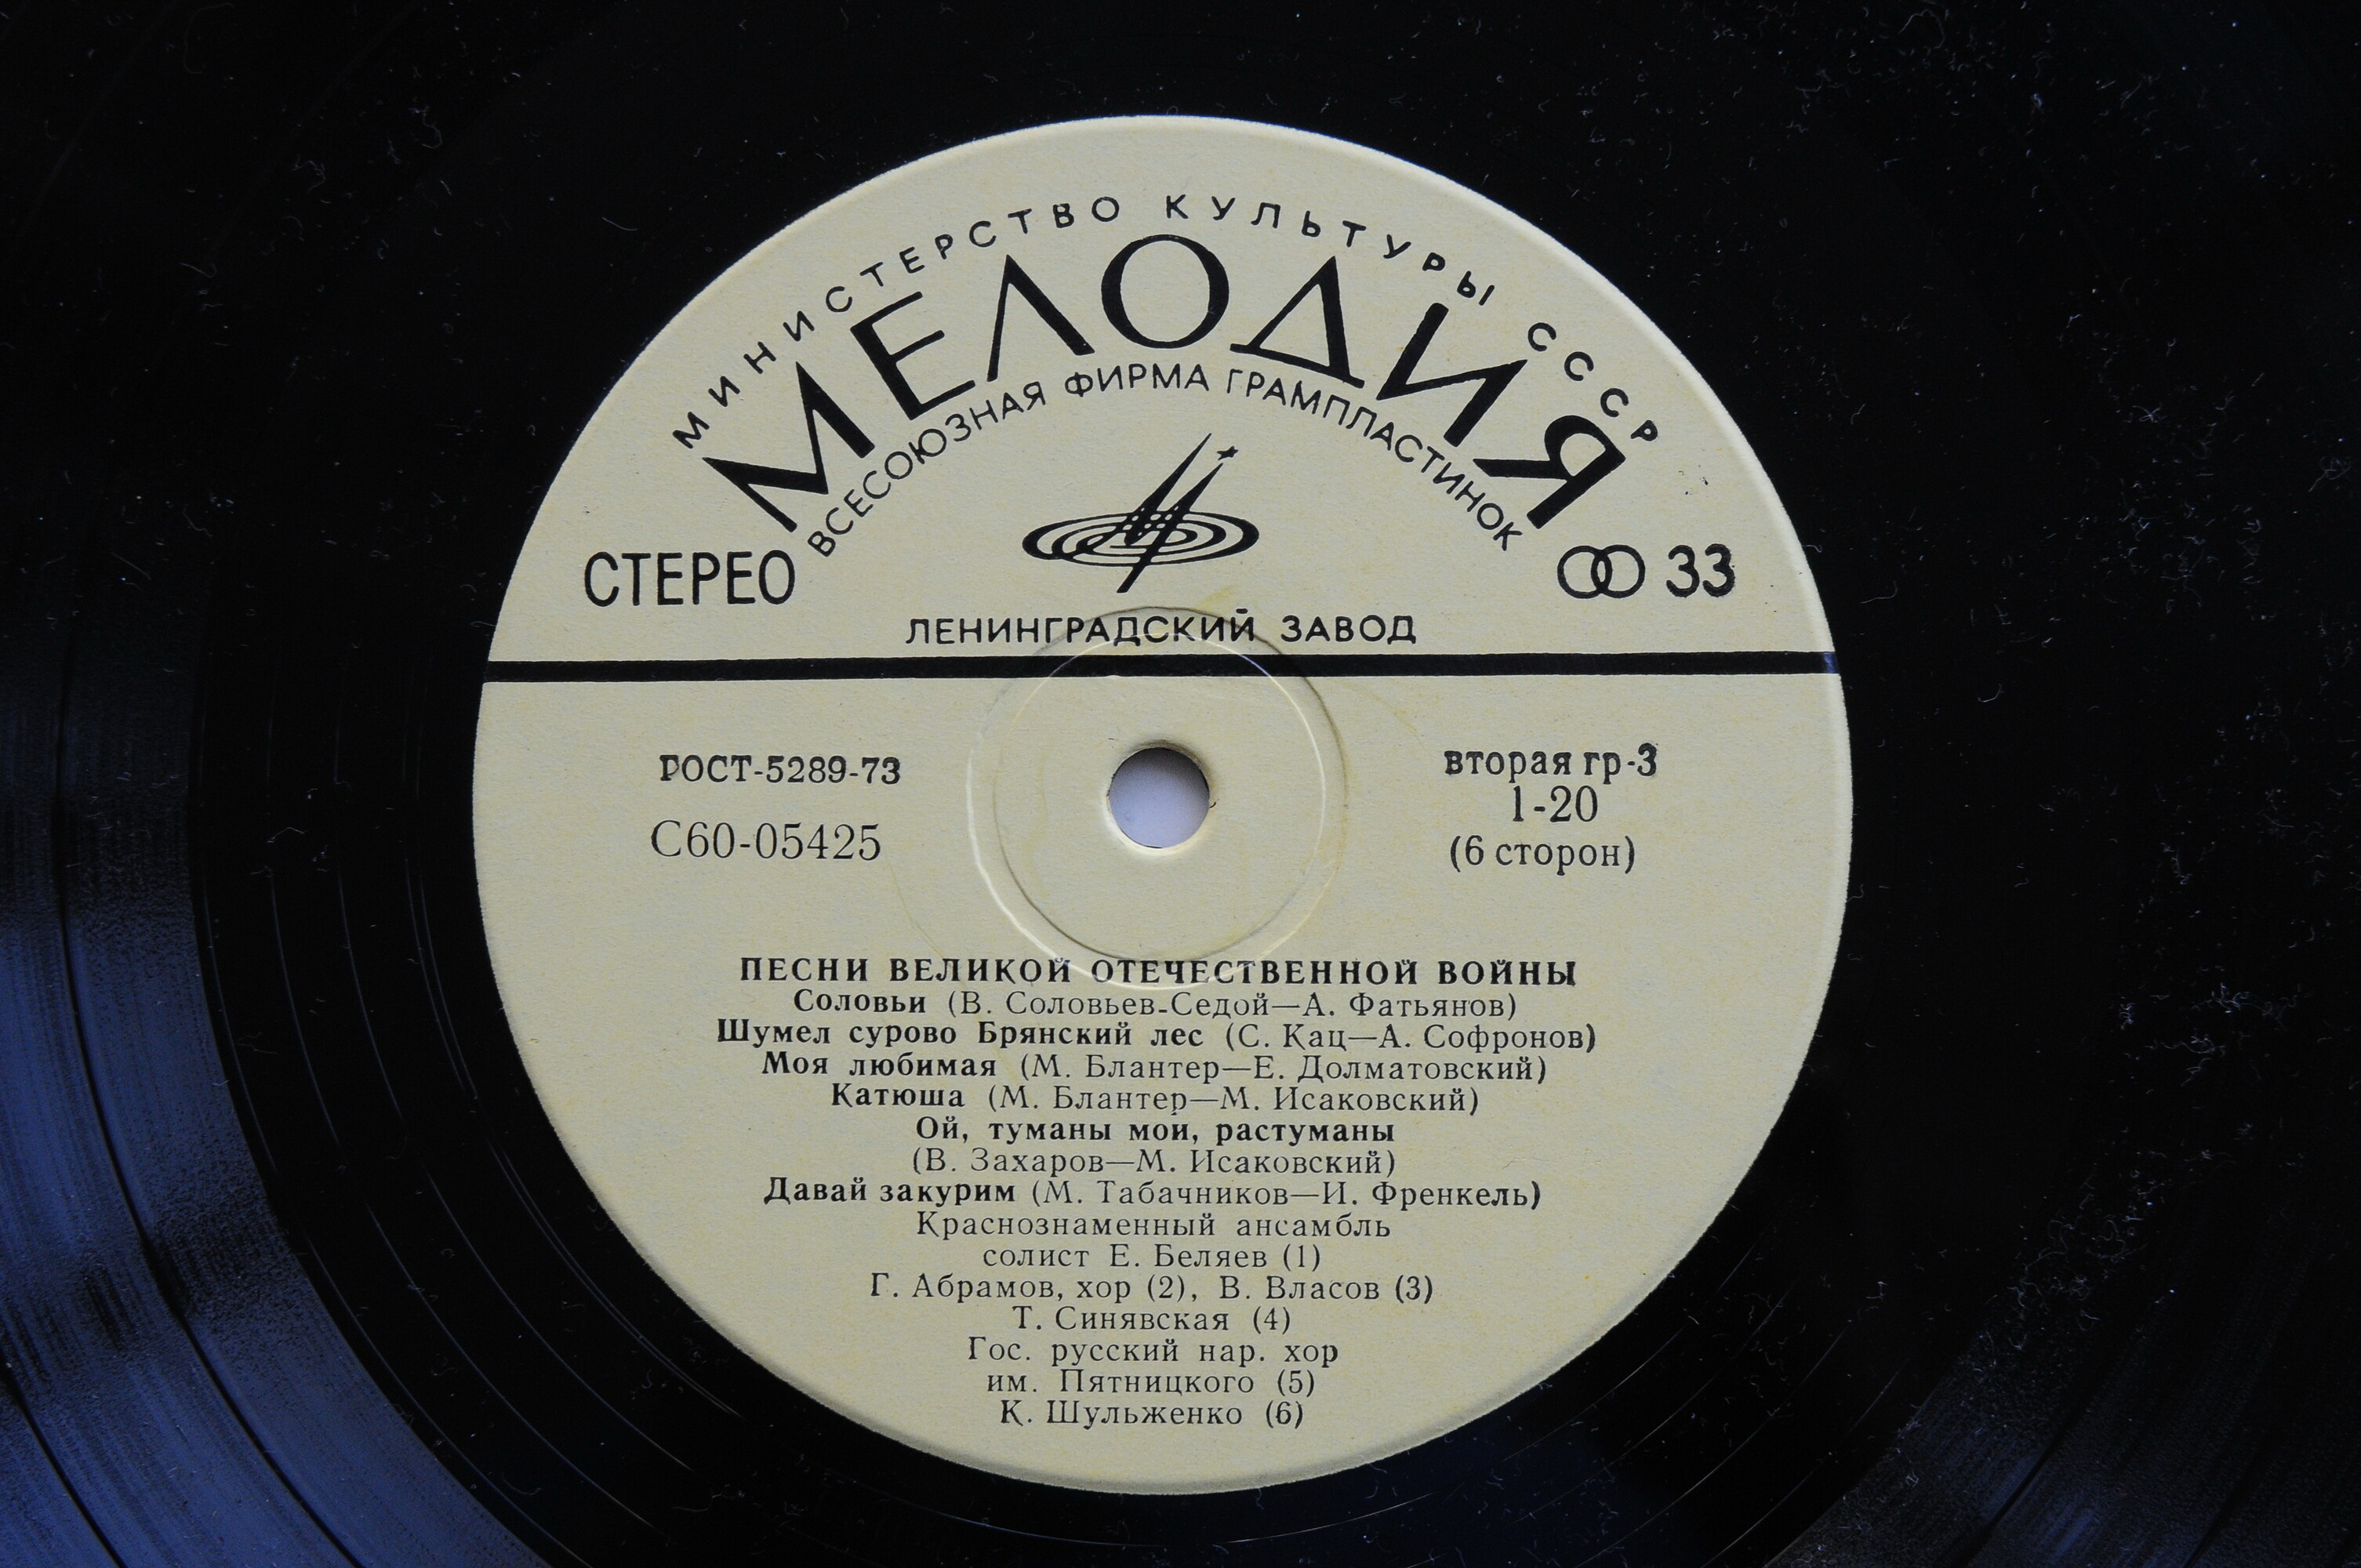 МИНИСТЕРСТВО КУЛЬТУРЫ СССР
МЕЛОДИЯ
ВСЕСОЮЗНАЯ ФИРМА ГРАМПЛАСТИНОК
СТЕРЕО
33
ЛЕНИНГРАДСКИЙ ЗАВОД
ГОСТ-5289-73
вторая гр-3
С60-05425
1-20
(6 сторон)
ПЕСНИ ВЕЛИКОЙ ОТЕЧЕСТВЕННОЙ ВОЙНЫ
Соловьи (В. Соловьев-Седой—А. Фатьянов)
Шумел сурово Брянский лес (С. Кац—А. Софронов)
Моя любимая (М. Блантер—Е. Долматовский)
Катюша (М. Блантер—М. Исаковский)
Ой, туманы мои, растуманы
(В. Захаров—М. Исаковский)
Давай закурим (М. Табачников—И. Френкель)
Краснознаменный ансамбль
солист Е. Беляев (1)
Г. Абрамов, хор (2), В. Власов (3)
Т. Синявская (4)
Гос. русский нар. хор
им. Пятницкого (5)
К. Шульженко (6)